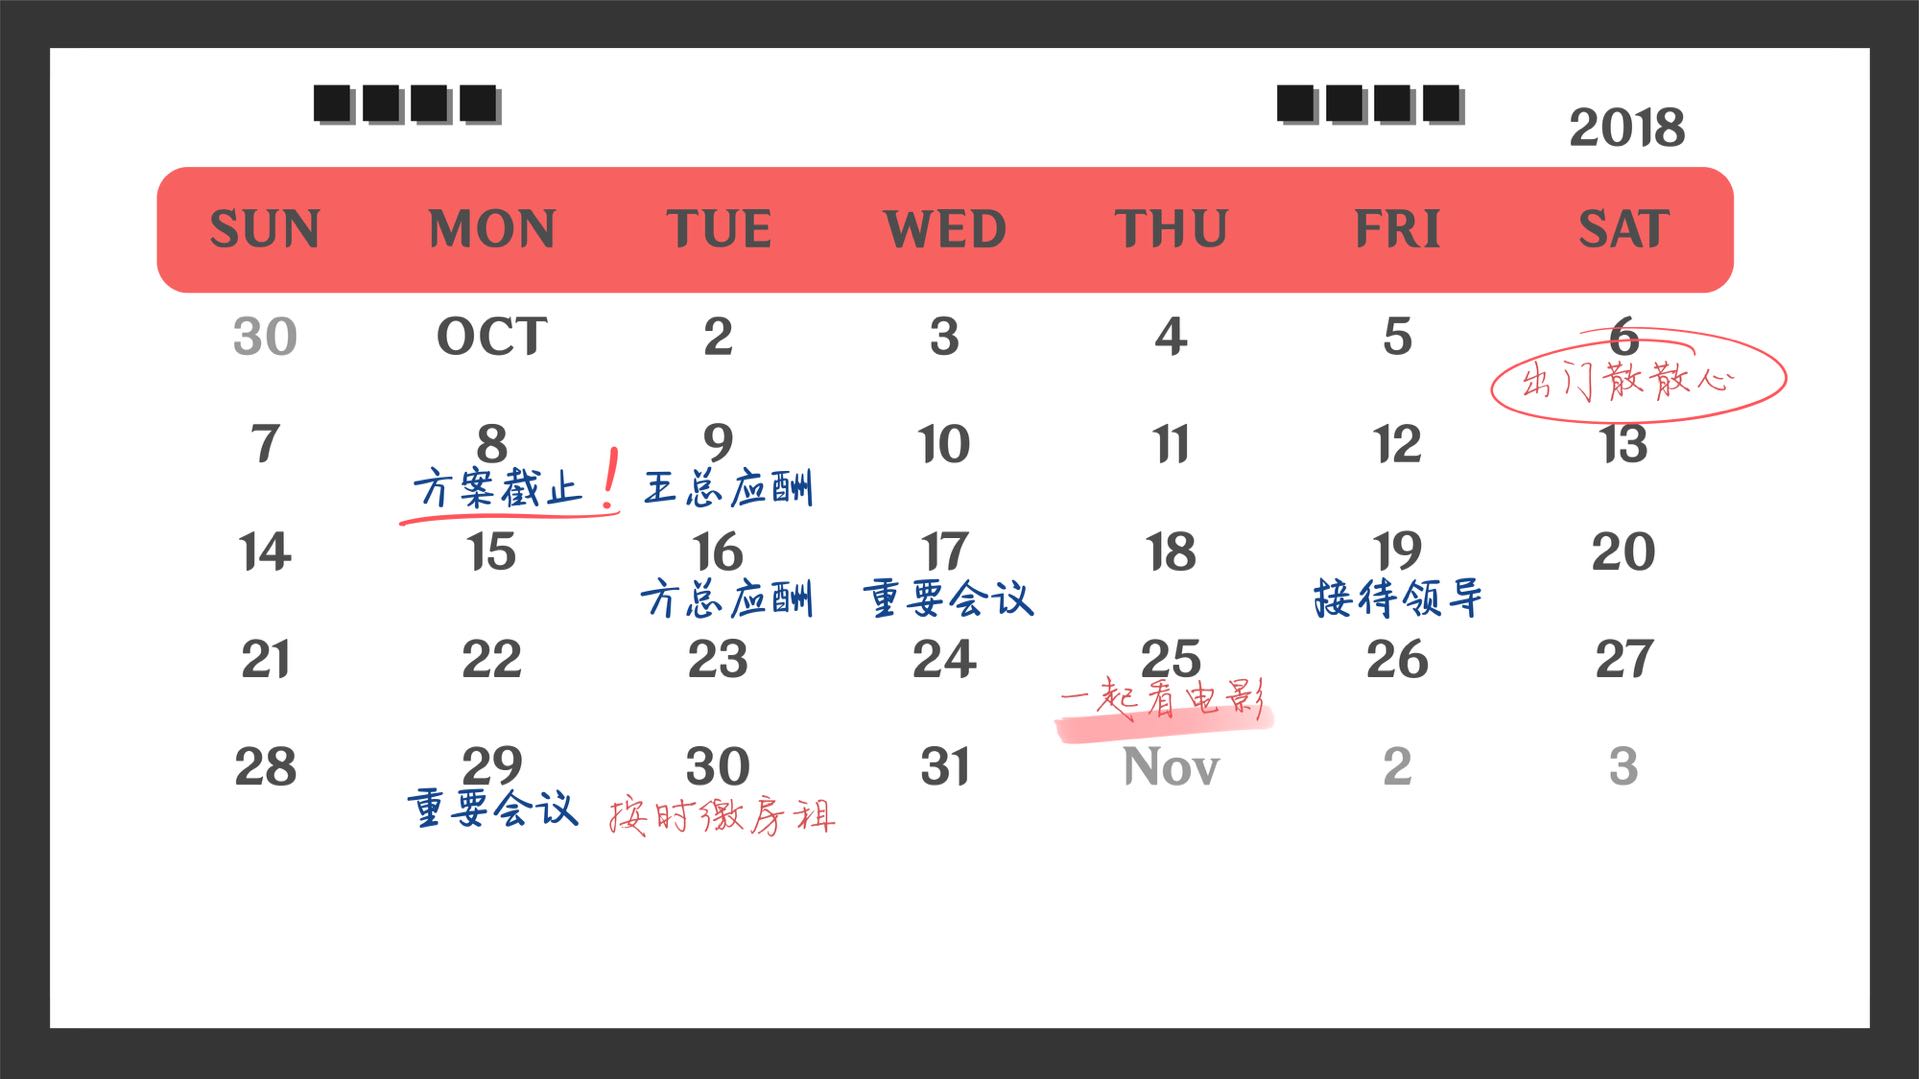 2018
SUN MON TUE WED THU FRI SAT
30 OCT 2 3 4 5 6
出门散散心
7 8 9 10 11 12 13
方案截止! 王总应酬
14 15 16 17 18 19 20
方总应酬 重要会议 接待领导
21 22 23 24 25 26 27
一起看电影
28 29 30 31 Nov 2 3
重要会议 按时缴房租